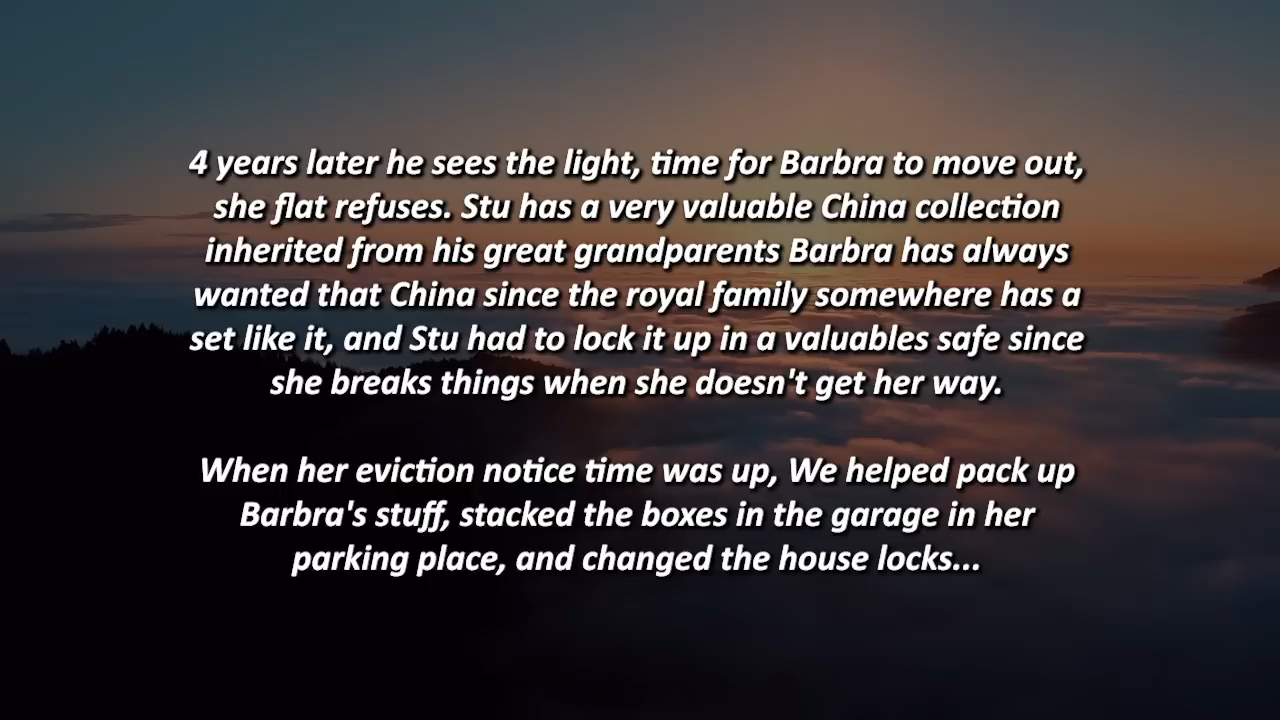 4 years later he sees the light, time for Barbra to move out,
she flat refuses. Stu has a very valuable China collection
inherited from his great grandparents Barbra has always
wanted that China since the royal family somewhere has a
set like it, and Stu had to lock it up in a valuables safe since
she breaks things when she doesn't get her way.
When her eviction notice time was up, We helped pack up
Barbra's stuff, stacked the boxes in the garage in her
parking place, and changed the house locks...